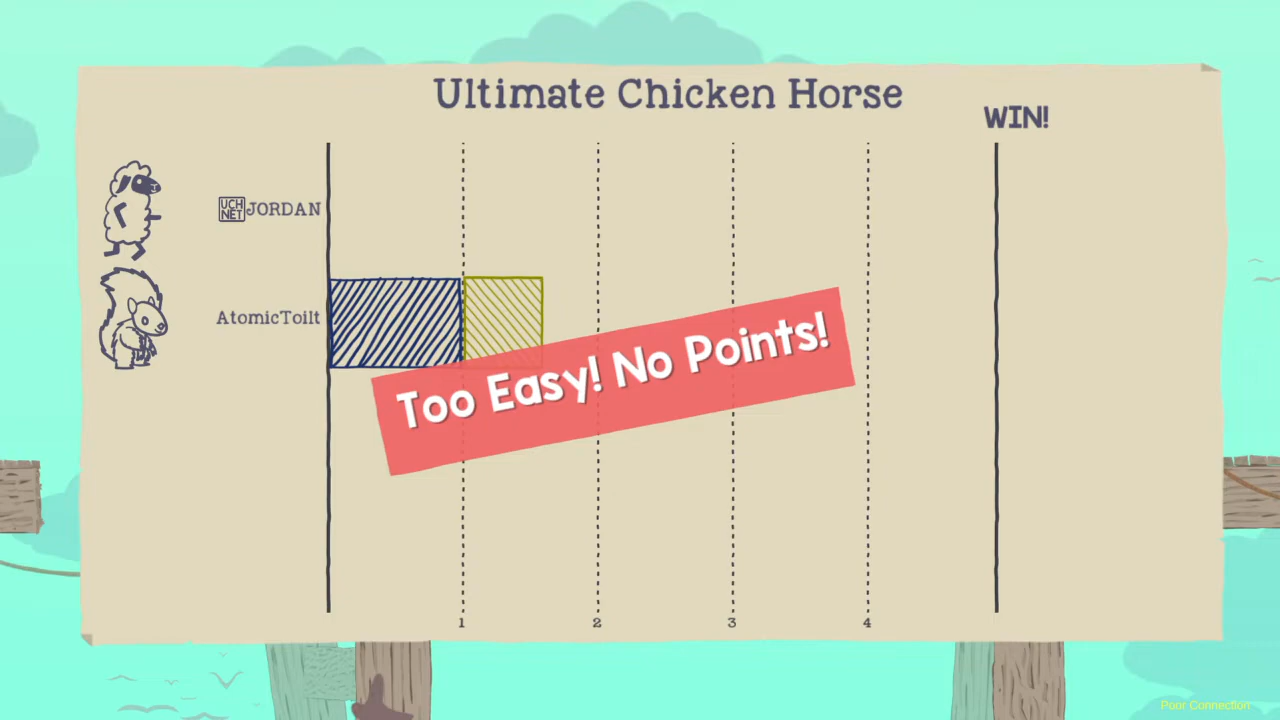 Ultimate Chicken Horse
WIN!
UCH NET JORDAN
AtomicToilt
Too Easy! No Points!
1 2 3 4
Poor Connection